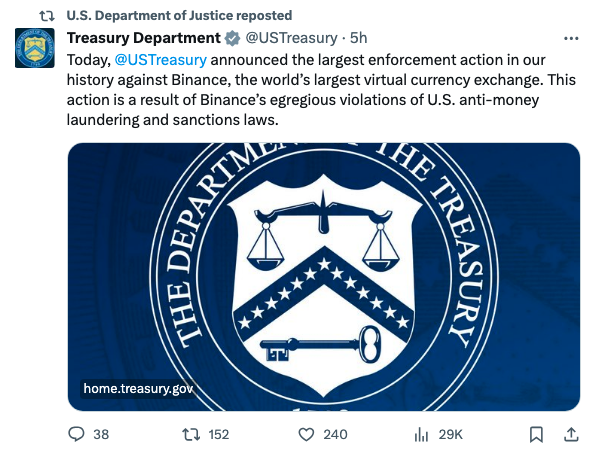 U.S. Department of Justice reposted
Treasury Department @USTreasury · 5h
Today, @USTreasury announced the largest enforcement action in our
history against Binance, the world’s largest virtual currency exchange. This
action is a result of Binance’s egregious violations of U.S. anti-money
laundering and sanctions laws.
THE DEPARTMENT OF THE TREASURY
home.treasury.gov
38 152 240 29K